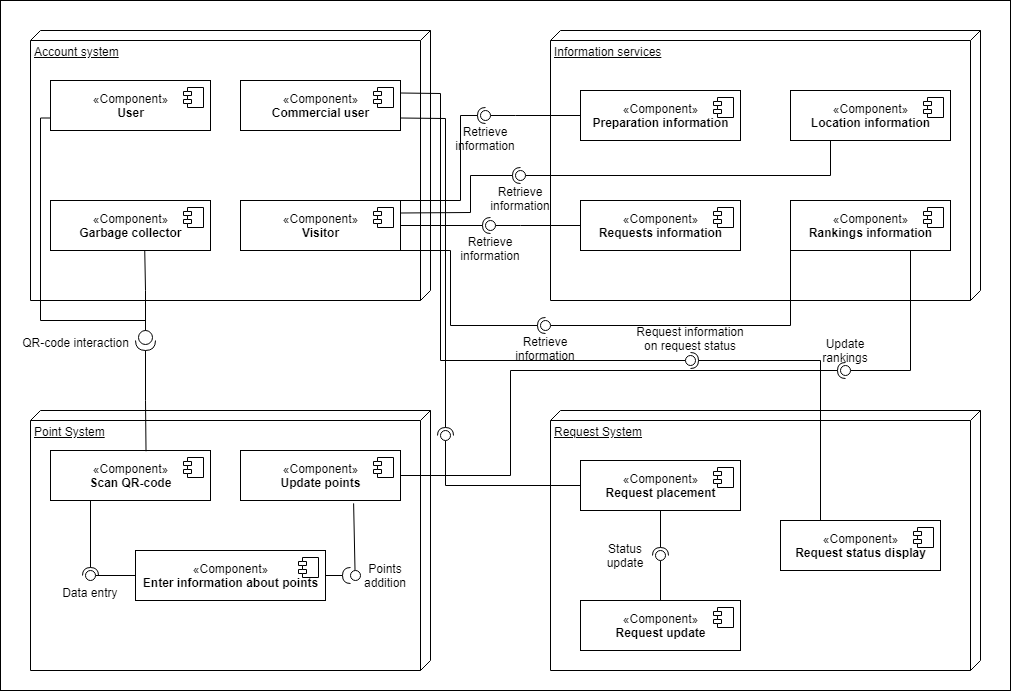 Account system
«Component»
User
«Component»
Commercial user
«Component»
Garbage collector
«Component»
Visitor
Information services
«Component»
Preparation information
«Component»
Location information
«Component»
Requests information
«Component»
Rankings information
Retrieve
information
Retrieve
information
Retrieve
information
Retrieve
information
QR-code interaction
Request information
on request status
Update
rankings
Point System
«Component»
Scan QR-code
«Component»
Update points
«Component»
Enter information about points
Data entry
Points
addition
Request System
«Component»
Request placement
Status
update
«Component»
Request status display
«Component»
Request update